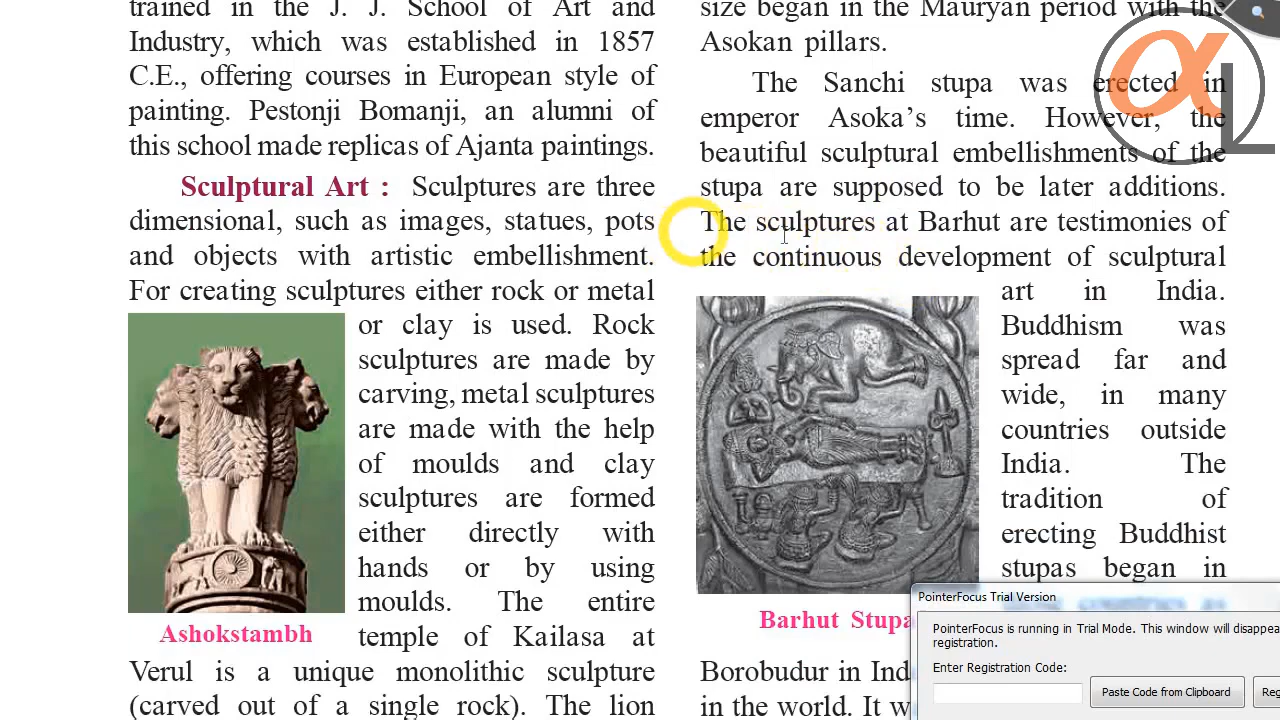 trained in the J. J. School of Art and
Industry, which was established in 1857
C.E., offering courses in European style of
painting. Pestonji Bomanji, an alumni of
this school made replicas of Ajanta paintings.
Sculptural Art : Sculptures are three
dimensional, such as images, statues, pots
and objects with artistic embellishment.
For creating sculptures either rock or metal
or clay is used. Rock
sculptures are made by
carving, metal sculptures
are made with the help
of moulds and clay
sculptures are formed
either directly with
hands or by using
moulds. The entire
temple of Kailasa at
Ashokstambh
Verul is a unique monolithic sculpture
(carved out of a single rock). The lion
size began in the Mauryan period with the
Asokan pillars.
The Sanchi stupa was erected in
emperor Asoka's time. However, the
beautiful sculptural embellishments of the
stupa are supposed to be later additions.
The sculptures at Barhut are testimonies of
the continuous development of sculptural
art in India.
Buddhism was
spread far and
wide, in many
countries outside
India. The
tradition of
erecting Buddhist
stupas began in
Barhut Stupa
Borobudur in
in the world. It
PointerFocus Trial Version
PointerFocus is running in Trial Mode. This window will
registration.
Enter Registration Code:
Paste Code from Clipboard
αL